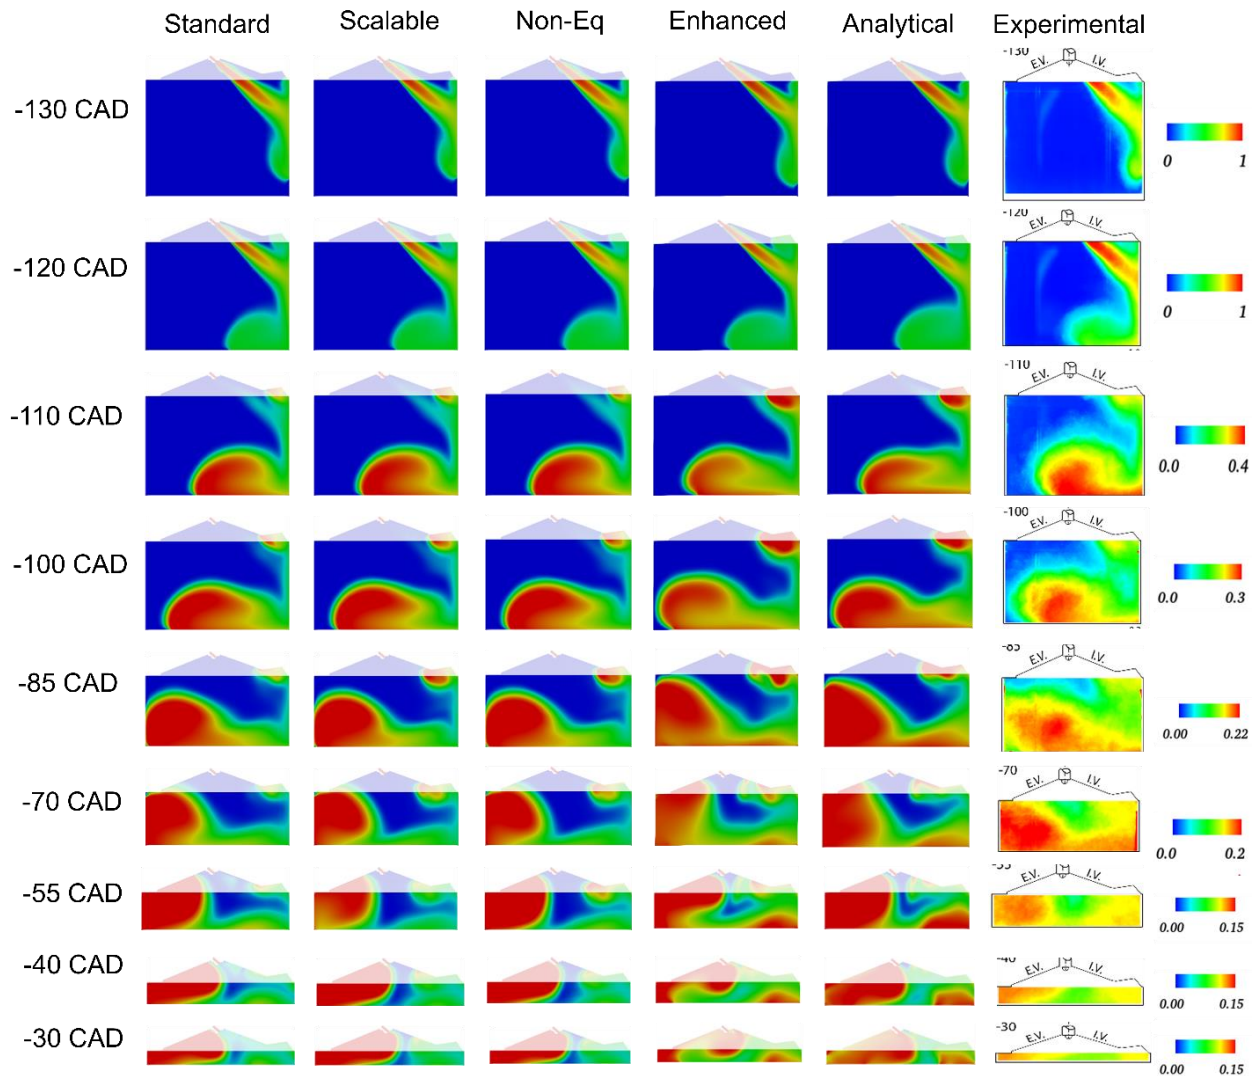 Standard Scalable Non-Eq Enhanced Analytical Experimental
-130 CAD
-130
E.V. I.V.
0 1
-120 CAD
-120
E.V. I.V.
0 1
-110 CAD
-110
E.V. I.V.
0.0 0.4
-100 CAD
-100
E.V. I.V.
0.0 0.3
-85 CAD
-85
E.V. I.V.
0.00 0.22
-70 CAD
-70
E.V. I.V.
0.0 0.2
-55 CAD
-55
E.V. I.V.
0.00 0.15
-40 CAD
-40
E.V. I.V.
0.00 0.15
-30 CAD
-30
E.V. I.V.
0.00 0.15